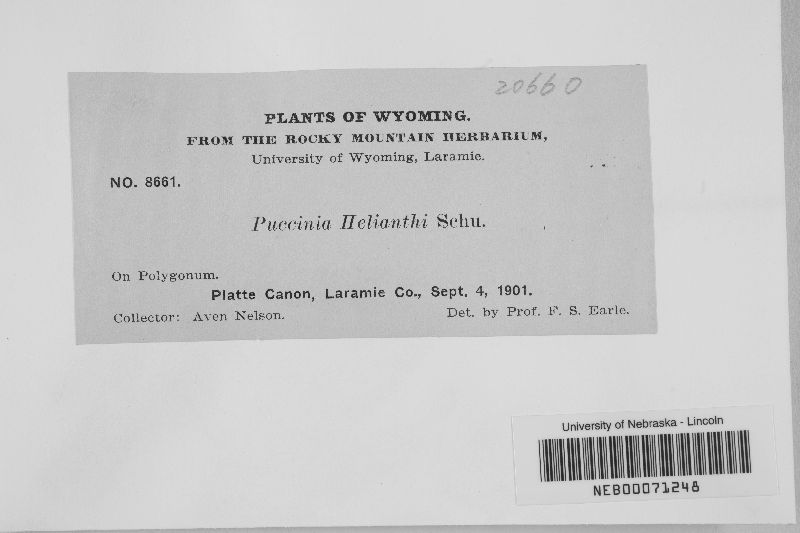 20660
PLANTS OF WYOMING.
FROM THE ROCKY MOUNTAIN HERBARIUM,
University of Wyoming, Laramie.
NO. 8661.
Puccinia Helianthi Schu.
On Polygonum.
Platte Canon, Laramie Co., Sept. 4, 1901.
Collector: Aven Nelson. Det. by Prof. F. S. Earle.
University of Nebraska - Lincoln
NEB00071248